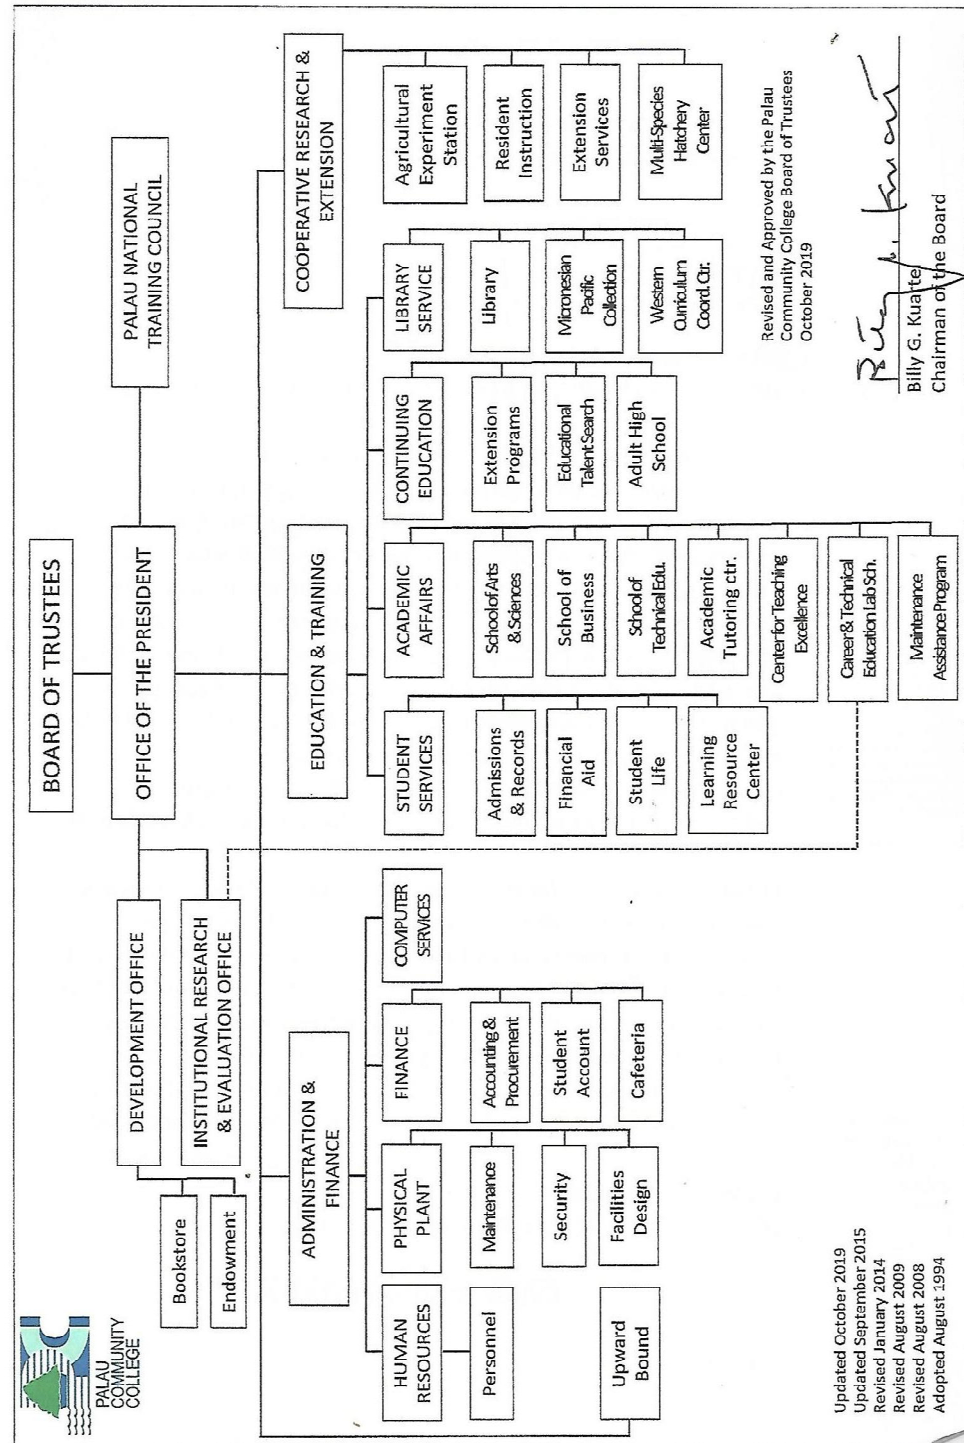 PALAU
COMMUNITY
COLLEGE
BOARD OF TRUSTEES
OFFICE OF THE PRESIDENT
PALAU NATIONAL
TRAINING COUNCIL
DEVELOPMENT OFFICE
Bookstore
Endowment
INSTITUTIONAL RESEARCH
& EVALUATION OFFICE
ADMINISTRATION &
FINANCE
HUMAN
RESOURCES
Personnel
Upward
Bound
PHYSICAL
PLANT
Maintenance
Security
Facilities
Design
FINANCE
Accounting &
Procurement
Student
Account
Cafeteria
COMPUTER
SERVICES
EDUCATION & TRAINING
STUDENT
SERVICES
Admissions
& Records
Financial
Aid
Student
Life
Learning
Resource
Center
ACADEMIC
AFFAIRS
School of Arts
& Sciences
School of
Business
School of
Technical Edu.
Academic
Tutoring ctr.
Center for Teaching
Excellence
Career & Technical
Education Lab Sch.
Maintenance
Assistance Program
CONTINUING
EDUCATION
Extension
Programs
Educational
Talent Search
Adult High
School
LIBRARY
SERVICE
Library
Micronesian
Pacific
Collection
Western
Curriculum
Coord. Ctr.
COOPERATIVE RESEARCH &
EXTENSION
Agricultural
Experiment
Station
Resident
Instruction
Extension
Services
Multi-Species
Hatchery
Center
Updated October 2019
Updated September 2015
Revised January 2014
Revised August 2009
Revised August 2008
Adopted August 1994
Revised and Approved by the Palau
Community College Board of Trustees
October 2019
Billy G. Kuartei
Chairman of the Board